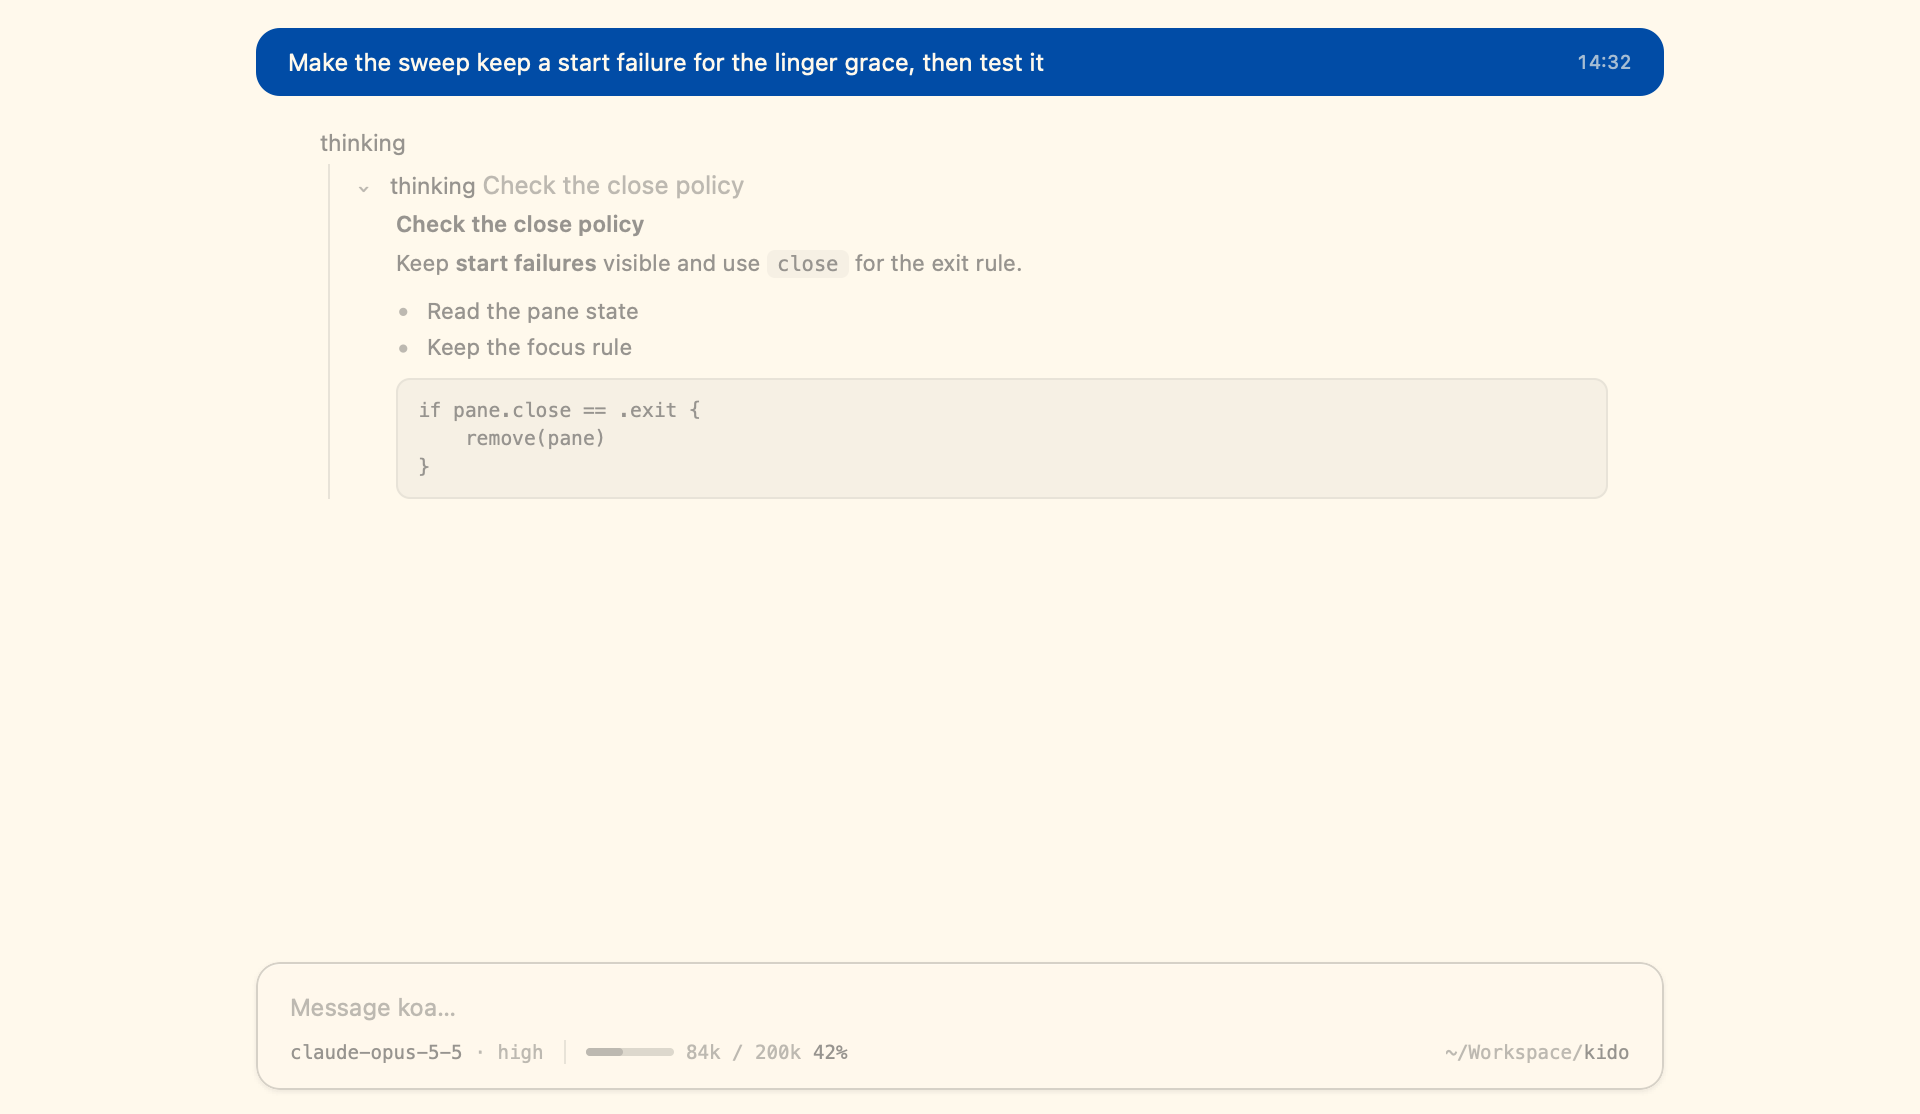 Make the sweep keep a start failure for the linger grace, then test it 14:32
thinking
thinking Check the close policy
Check the close policy
Keep start failures visible and use close for the exit rule.
• Read the pane state
• Keep the focus rule
if pane.close == .exit {
    remove(pane)
}
Message koa...
claude-opus-5-5 · high 84k / 200k 42% ~/Workspace/kido